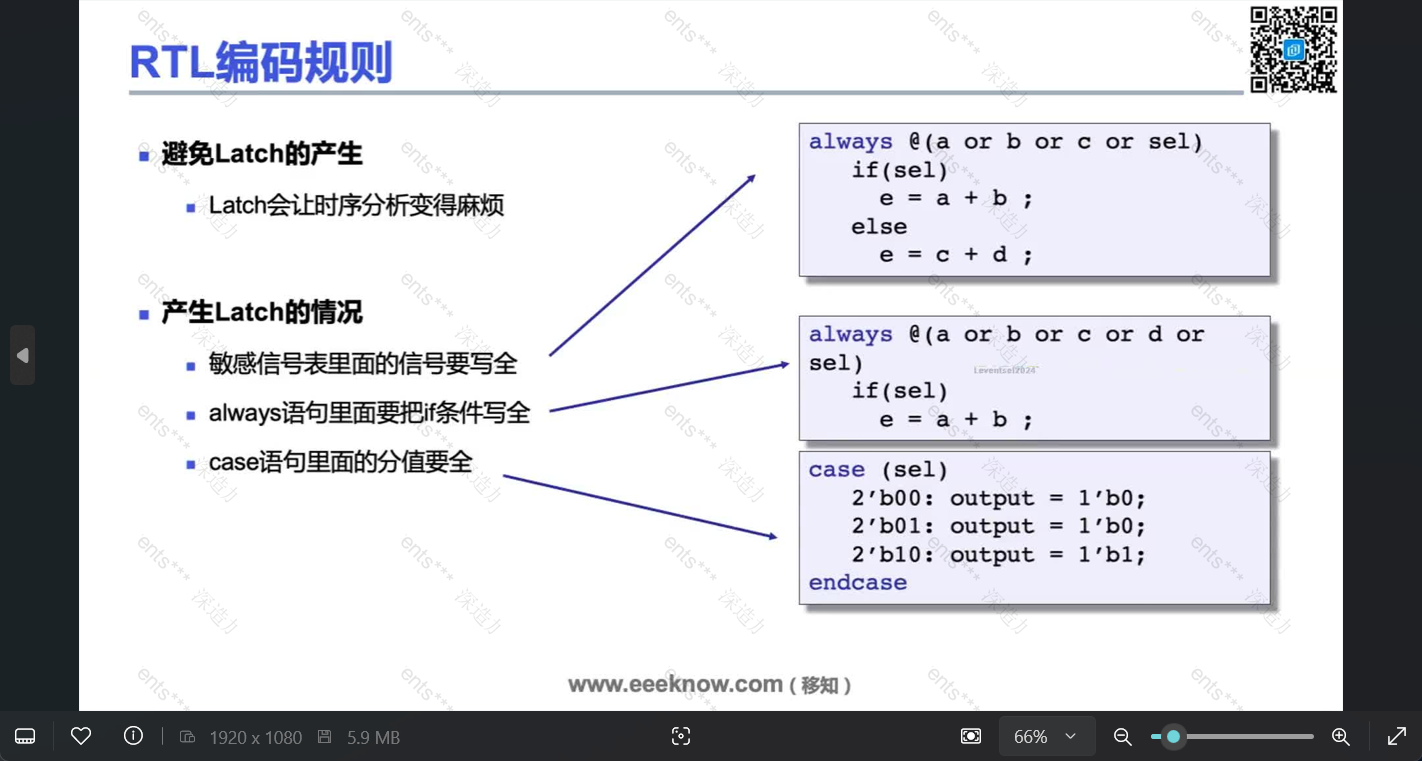 RTL编码规则
避免Latch的产生
Latch会让时序分析变得麻烦
产生Latch的情况
敏感信号表里面的信号要写全
always语句里面要把if条件写全
case语句里面的分值要全
always @(a or b or c or sel)
if(sel)
e = a + b ;
else
e = c + d ;
always @(a or b or c or d or
sel)
if(sel)
e = a + b ;
case (sel)
2’b00: output = 1’b0;
2’b01: output = 1’b0;
2’b10: output = 1’b1;
endcase
www.eeeknow.com ( 移知 )
1920 x 1080
5.9 MB
66%